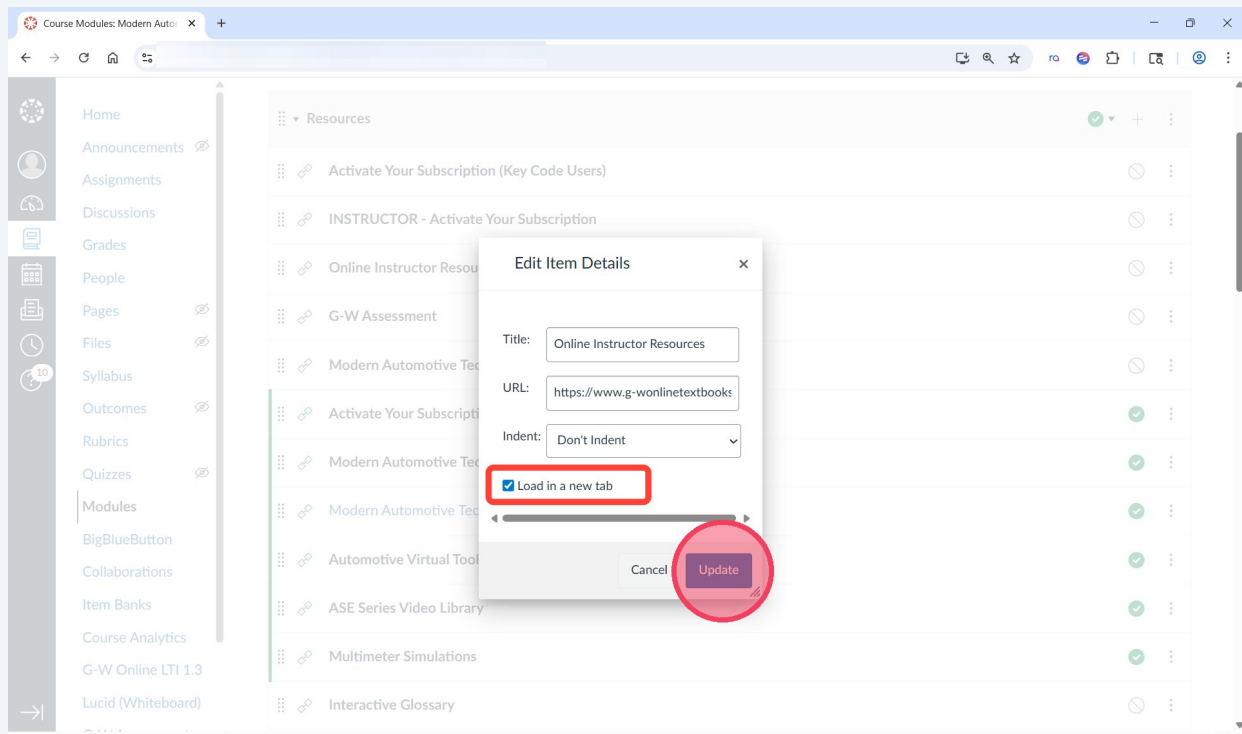 Course Modules: Modern Auto
Home
Announcements
Assignments
Discussions
Grades
People
Pages
Files
Syllabus
Outcomes
Rubrics
Quizzes
Modules
BigBlueButton
Collaborations
Item Banks
Course Analytics
G-W Online LTI 1.3
Lucid (Whiteboard)
10
Resources
Activate Your Subscription (Key Code Users)
INSTRUCTOR - Activate Your Subscription
Online Instructor Resou
G-W Assessment
Modern Automotive Tec
Activate Your Subscripti
Modern Automotive Tec
Modern Automotive Tec
Automotive Virtual Tool
ASE Series Video Library
Multimeter Simulations
Interactive Glossary
Edit Item Details
Title: Online Instructor Resources
URL: https://www.g-wonlinetextbooks
Indent: Don't Indent
Load in a new tab
Cancel Update